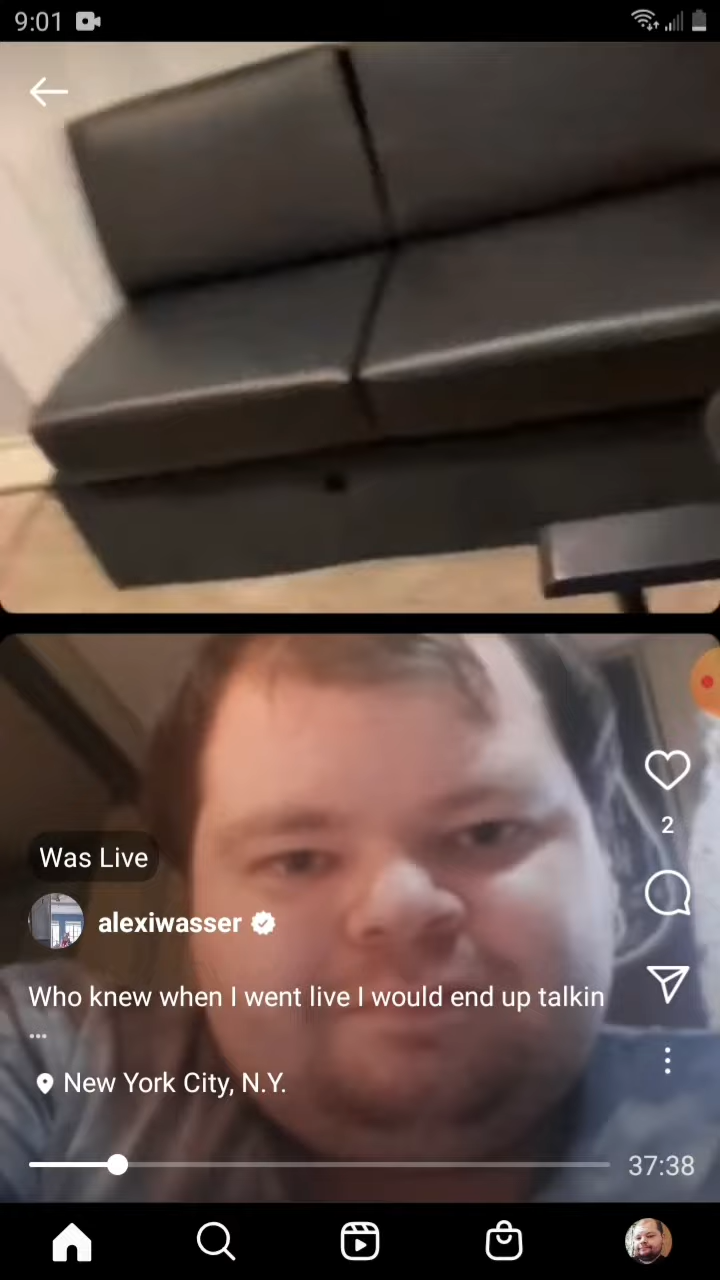 9:01
Was Live
alexiwasser
Who knew when I went live I would end up talkin
...
New York City, N.Y.
2
37:38